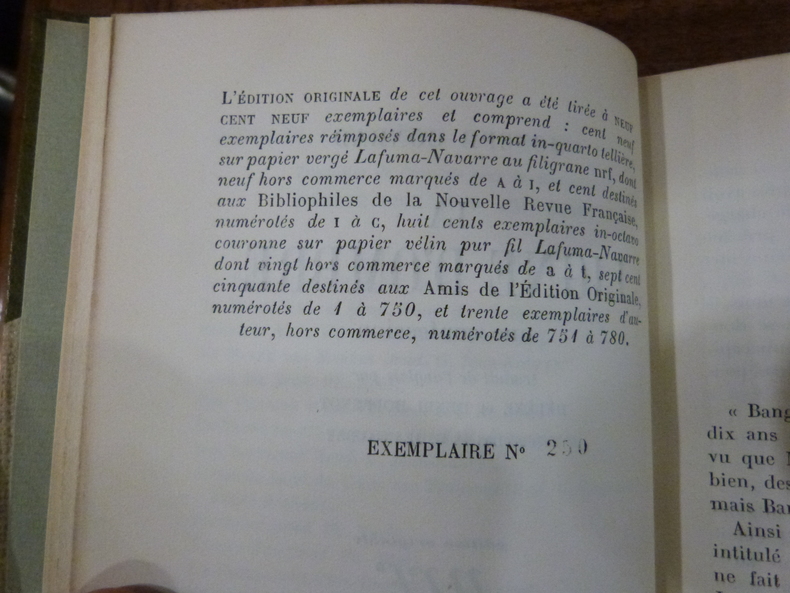 L'ÉDITION ORIGINALE de cet ouvrage a été tirée à NEUF
CENT NEUF exemplaires et comprend : cent neuf
exemplaires réimposés dans le format in-quarto tellière,
sur papier vergé Lafuma-Navarre au filigrane nrf, dont
neuf hors commerce marqués de A à I, et cent destinés
aux Bibliophiles de la Nouvelle Revue Française,
numérotés de I à C, huit cents exemplaires in-octavo
couronne sur papier vélin pur fil Lafuma-Navarre
dont vingt hors commerce marqués de a à t, sept cent
cinquante destinés aux Amis de l'Édition Originale,
numérotés de 1 à 750, et trente exemplaires d'au-
teur, hors commerce, numérotés de 751 à 780.
EXEMPLAIRE N° 250
« Bang
dix ans
vu que
bien, des
mais Ba
Ainsi
intitulé
ne fait